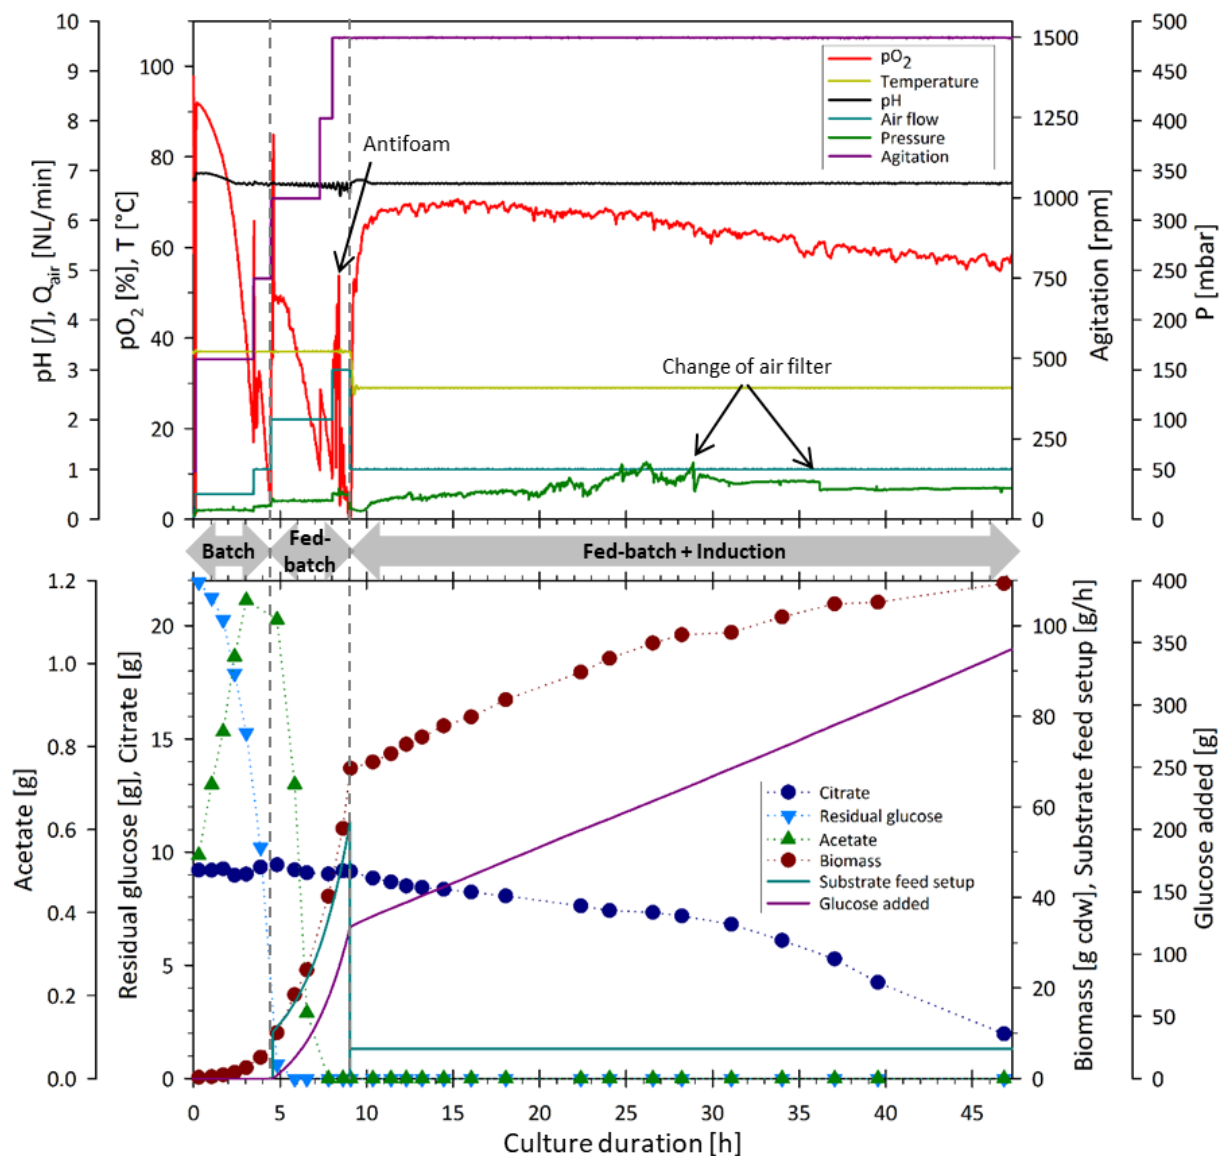 10
9
8
7
6
5
4
3
2
1
0
pH [/], Qair [NL/min]
100
80
60
40
20
0
pO2 [%], T [°C]
pO2
Temperature
pH
Air flow
Pressure
Agitation
Antifoam
Change of air filter
1500
1250
1000
750
500
250
0
Agitation [rpm]
500
450
400
350
300
250
200
150
100
50
0
P [mbar]
Batch
Fed-
batch
Fed-batch + Induction
1.2
1.0
0.8
0.6
0.4
0.2
0.0
Acetate [g]
20
15
10
5
0
Residual glucose [g], Citrate [g]
Citrate
Residual glucose
Acetate
Biomass
Substrate feed setup
Glucose added
100
80
60
40
20
0
Biomass [g cdw], Substrate feed setup [g/h]
400
350
300
250
200
150
100
50
0
Glucose added [g]
0 5 10 15 20 25 30 35 40 45
Culture duration [h]